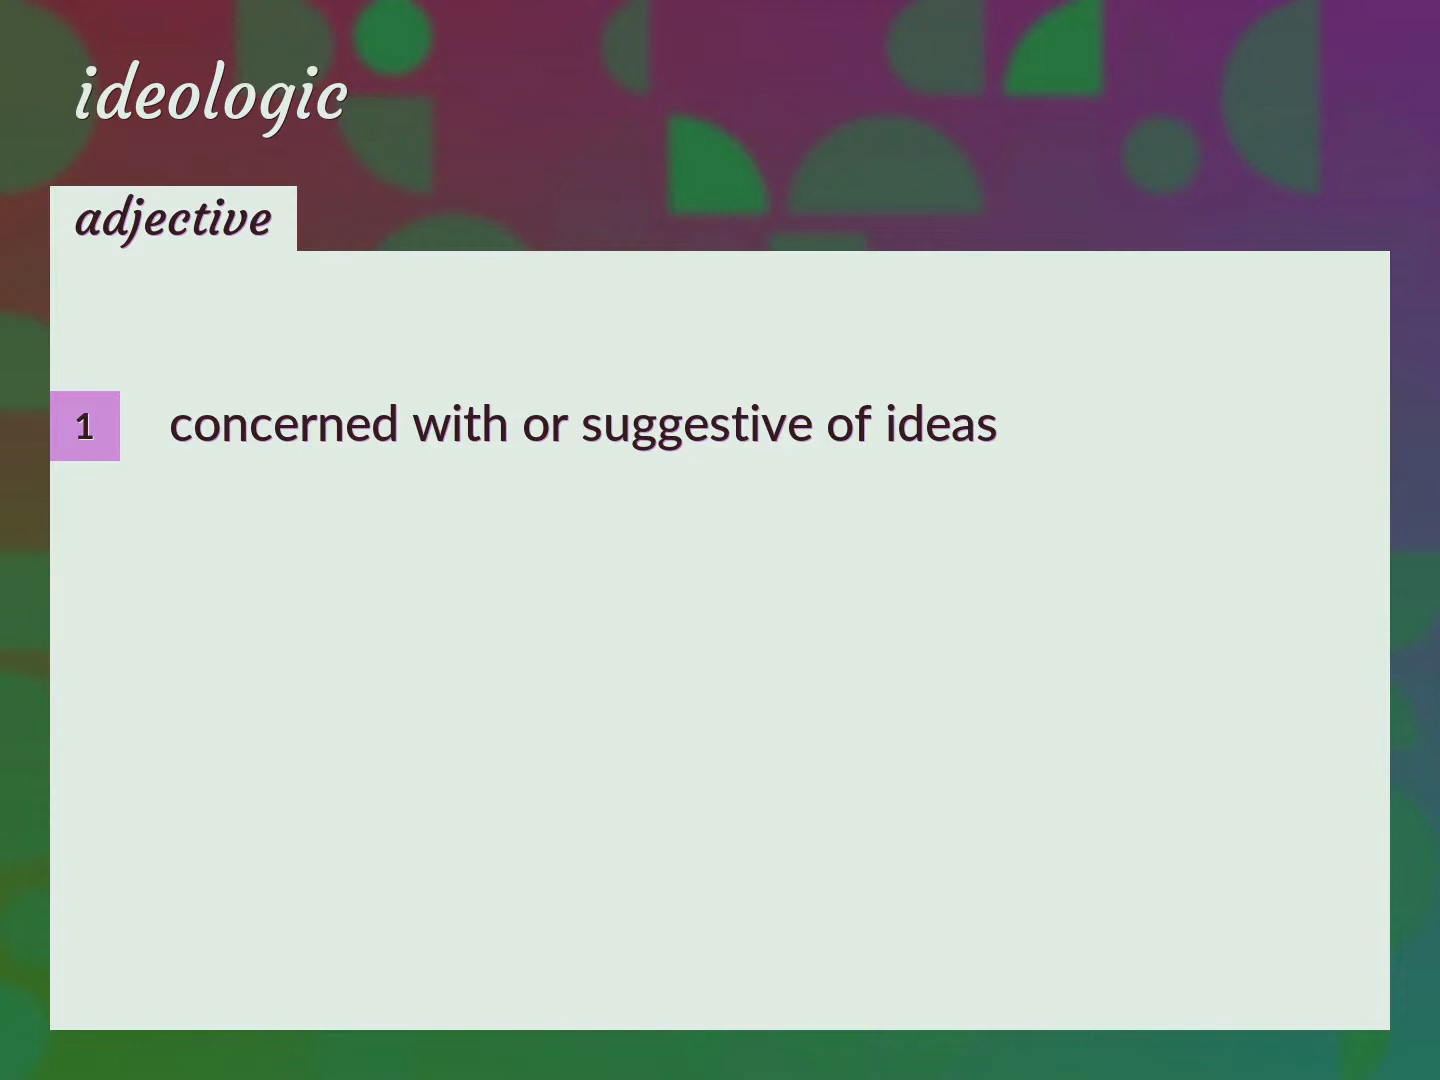 ideologic
adjective
1 concerned with or suggestive of ideas